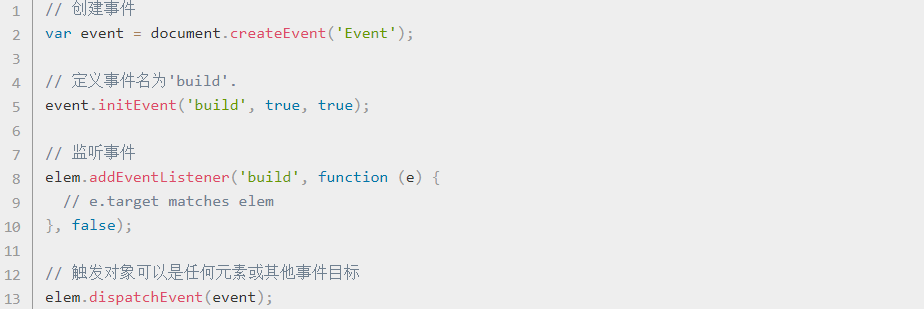 1 // 创建事件
2 var event = document.createEvent('Event');
3
4 // 定义事件名为'build'.
5 event.initEvent('build', true, true);
6
7 // 监听事件
8 elem.addEventListener('build', function (e) {
9   // e.target matches elem
10 }, false);
11
12 // 触发对象可以是任何元素或其他事件目标
13 elem.dispatchEvent(event);